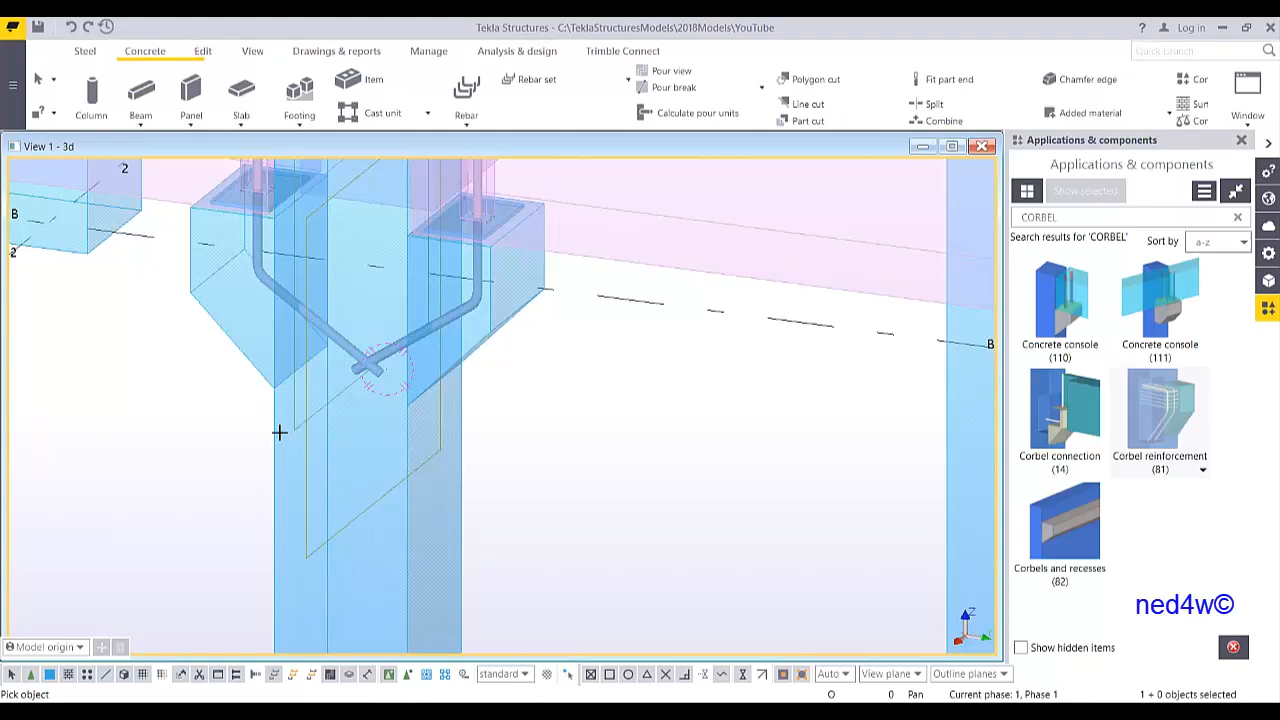 Tekla Structures - C:\TeklaStructuresModels\2018Models\YouTube
Log in
Steel
Concrete
Edit
View
Drawings & reports
Manage
Analysis & design
Trimble Connect
Quick Launch
Column
Beam
Panel
Slab
Footing
Item
Cast unit
Rebar
Rebar set
Pour view
Pour break
Calculate pour units
Polygon cut
Line cut
Part cut
Fit part end
Split
Combine
Chamfer edge
Added material
Cor
Surf
Cor
Window
View 1 - 3d
2
B
2
B
Z
Applications & components
Applications & components
Show selected
CORBEL
Search results for 'CORBEL'
Sort by
a-z
Concrete console
(110)
Concrete console
(111)
Corbel connection
(14)
Corbel reinforcement
(81)
Corbels and recesses
(82)
ned4w©
Show hidden items
Model origin
standard
Auto
View plane
Outline planes
Pick object
O
0
Pan
Current phase: 1, Phase 1
1 + 0 objects selected